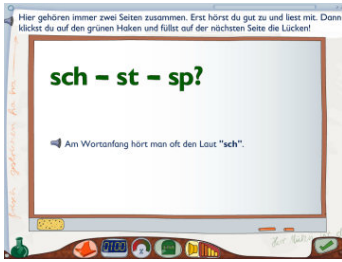 Hier gehören immer zwei Seiten zusammen. Erst hörst du gut zu und liest mit. Dann
klickst du auf den grünen Haken und füllst auf der nächsten Seite die Lücken!
sch – st – sp?
Am Wortanfang hört man oft den Laut "sch".